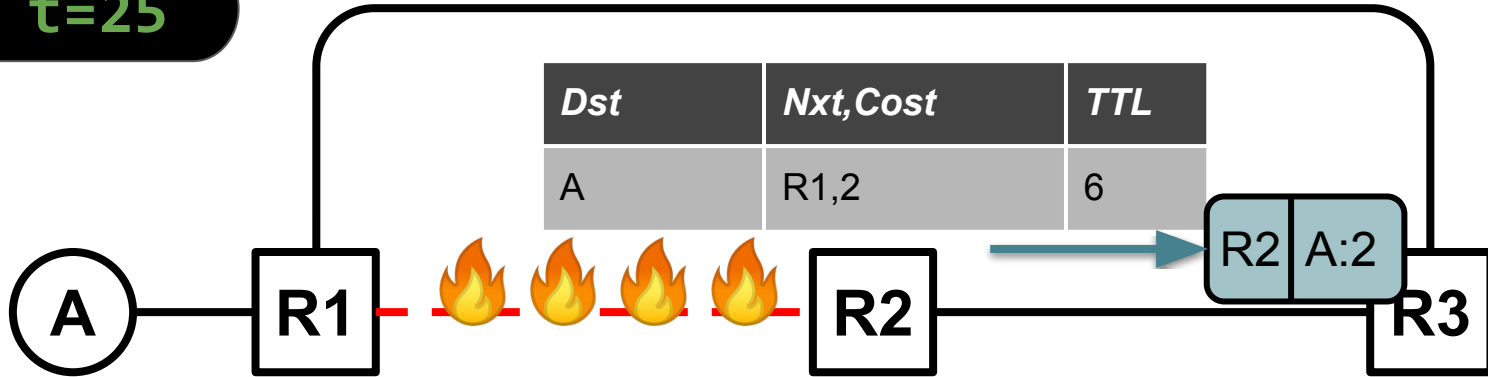 t=25
Dst Nxt,Cost TTL
A R1,2 6
R2 A:2
A R1 R2 R3